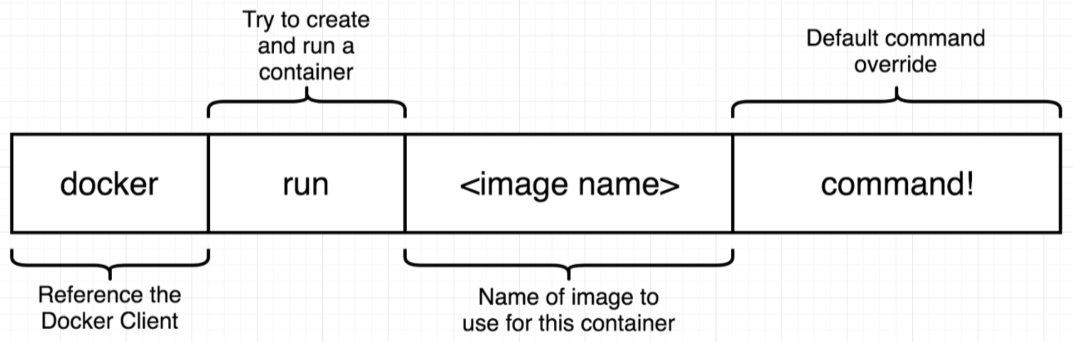 Try to create
and run a
container
Default command
override
docker
run
<image name>
command!
Reference the
Docker Client
Name of image to
use for this container